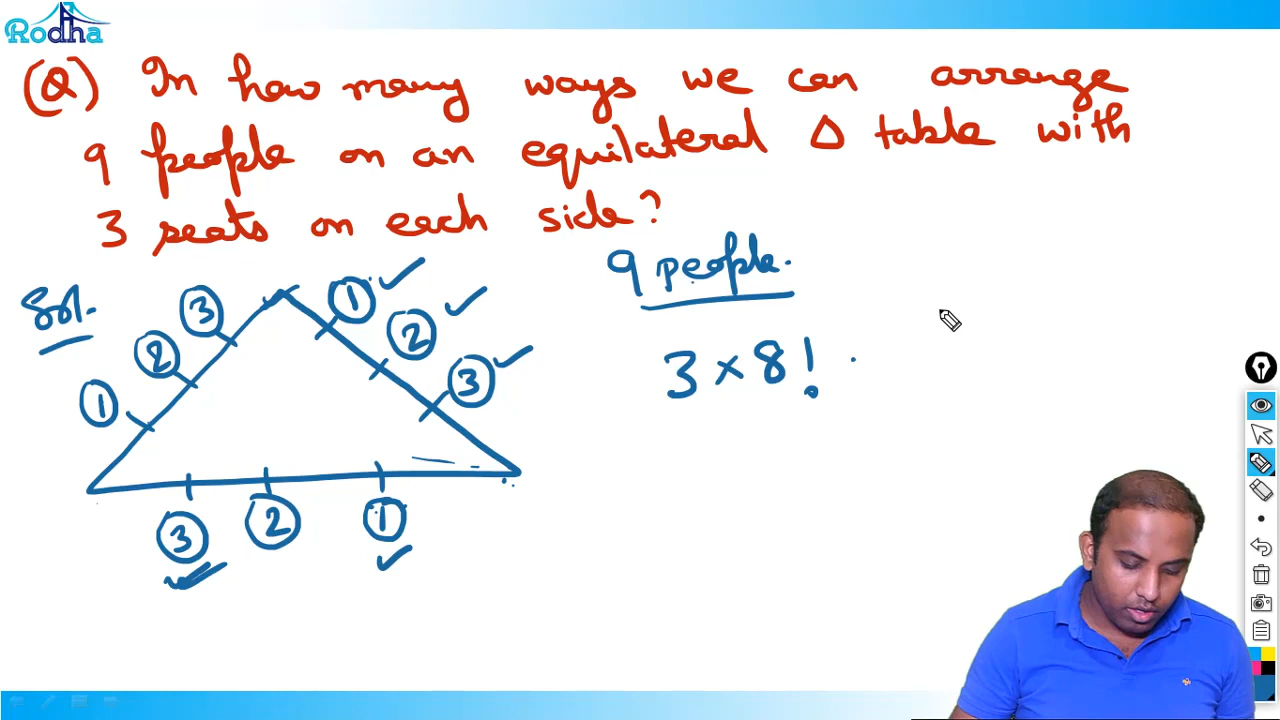 Rodha
(Q) In how many ways we can arrange
9 people on an equilateral Δ table with
3 seats on each side?
9 people.
Sol.
3 1
2 2
1 3
3 × 8!
3 2 1